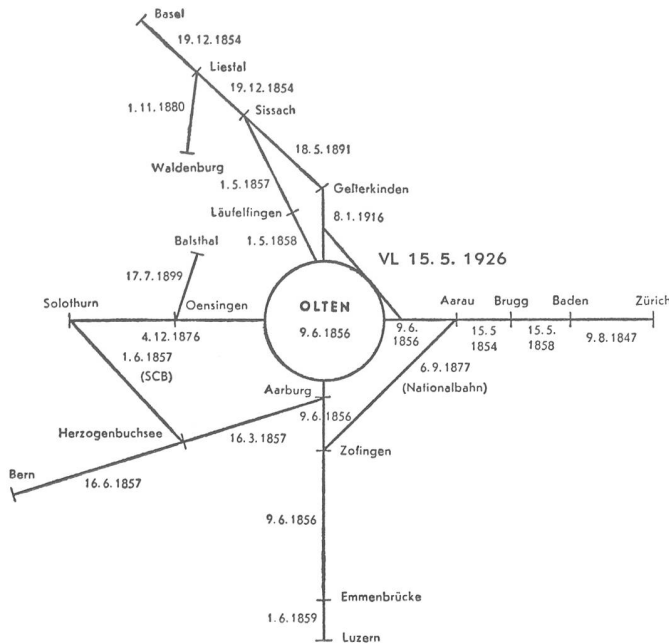 Basel
19.12.1854
Liestal
19.12.1854
1.11.1880
Sissach
18.5.1891
Waldenburg
1.5.1857
Gelterkinden
Läufelfingen
8.1.1916
Balsthal
1.5.1858
VL 15.5.1926
17.7.1899
Solothurn
Oensingen
OLTEN
Aarau
Brugg
Baden
Zürich
9.6.1856
4.12.1876
9.6.
1856
15.5
1854
15.5.
1858
9.8.1847
1.6.1857
(SCB)
6.9.1877
(Nationalbahn)
Aarburg
9.6.1856
Herzogenbuchsee
16.3.1857
Zofingen
Bern
16.6.1857
9.6.1856
Emmenbrücke
1.6.1859
Luzern